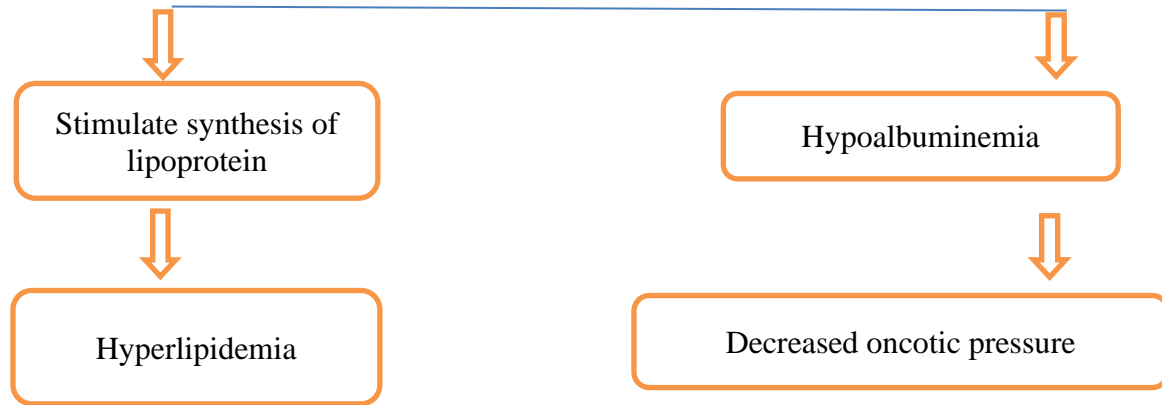 Stimulate synthesis of
lipoprotein
Hypoalbuminemia
Hyperlipidemia
Decreased oncotic pressure